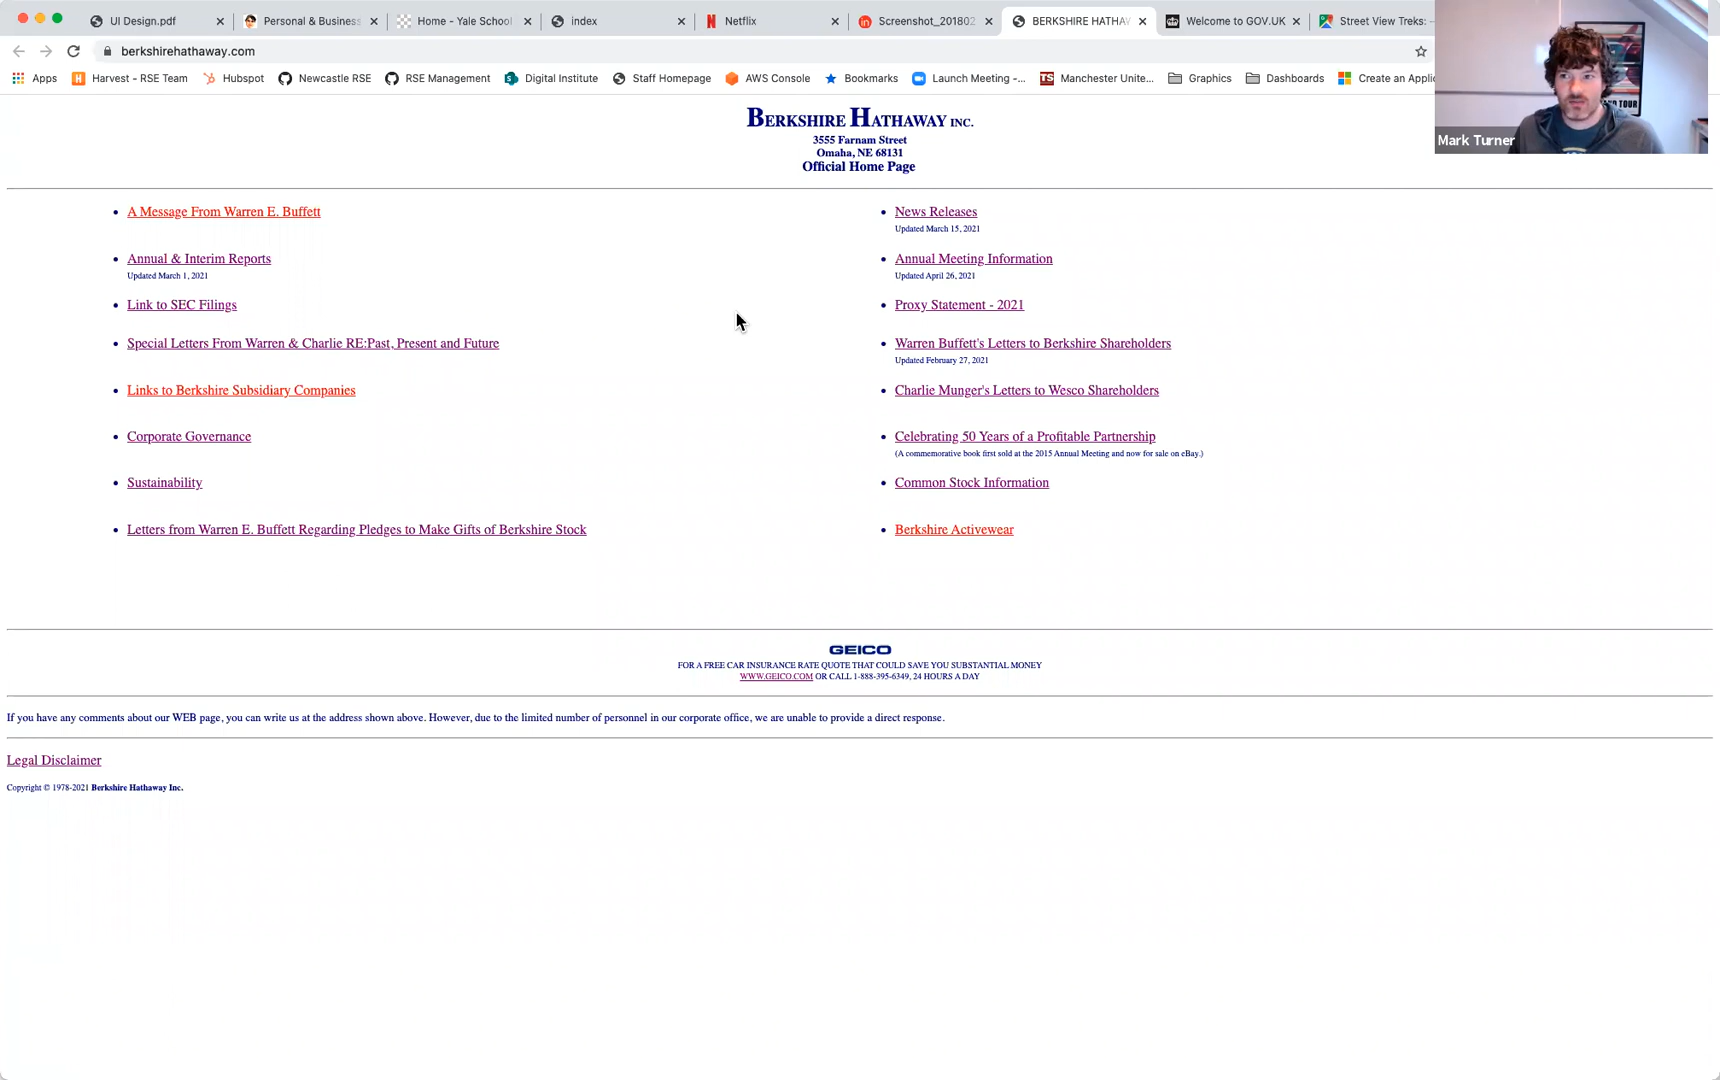 UI Design.pdf
Personal & Business
Home - Yale School
index
Netflix
Screenshot_201802
BERKSHIRE HATHAW
Welcome to GOV.UK
Street View Treks:
berkshirehathaway.com
Apps
Harvest - RSE Team
Hubspot
Newcastle RSE
RSE Management
Digital Institute
Staff Homepage
AWS Console
Bookmarks
Launch Meeting -...
Manchester Unite...
Graphics
Dashboards
Create an Applic
Mark Turner
BERKSHIRE HATHAWAY INC.
3555 Farnam Street
Omaha, NE 68131
Official Home Page
A Message From Warren E. Buffett
Annual & Interim Reports
Updated March 1, 2021
Link to SEC Filings
Special Letters From Warren & Charlie RE:Past, Present and Future
Links to Berkshire Subsidiary Companies
Corporate Governance
Sustainability
Letters from Warren E. Buffett Regarding Pledges to Make Gifts of Berkshire Stock
News Releases
Updated March 15, 2021
Annual Meeting Information
Updated April 26, 2021
Proxy Statement - 2021
Warren Buffett's Letters to Berkshire Shareholders
Updated February 27, 2021
Charlie Munger's Letters to Wesco Shareholders
Celebrating 50 Years of a Profitable Partnership
(A commemorative book first sold at the 2015 Annual Meeting and now for sale on eBay.)
Common Stock Information
Berkshire Activewear
GEICO
FOR A FREE CAR INSURANCE RATE QUOTE THAT COULD SAVE YOU SUBSTANTIAL MONEY
WWW.GEICO.COM OR CALL 1-888-395-6349, 24 HOURS A DAY
If you have any comments about our WEB page, you can write us at the address shown above. However, due to the limited number of personnel in our corporate office, we are unable to provide a direct response.
Legal Disclaimer
Copyright © 1978-2021 Berkshire Hathaway Inc.